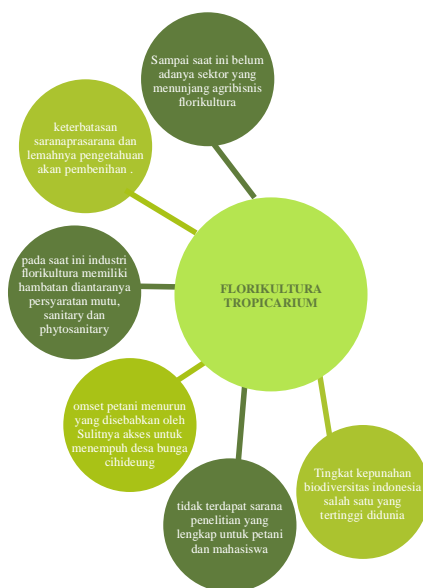 Sampai saat ini belum
adanya sektor yang
menunjang agribisnis
florikultura
keterbatasan
saranaprasarana dan
lemahnya pengetahuan
akan pembenihan .
pada saat ini industri
florikultura memiliki
hambatan diantaranya
persyaratan mutu,
sanitary dan
phytosanitary
FLORIKULTURA
TROPICARIUM
omset petani menurun
yang disebabkan oleh
Sulitnya akses untuk
menempuh desa bunga
cihideung
Tingkat kepunahan
biodiversitas indonesia
salah satu yang
tertinggi didunia
tidak terdapat sarana
penelitian yang
lengkap untuk petani
dan mahasiswa